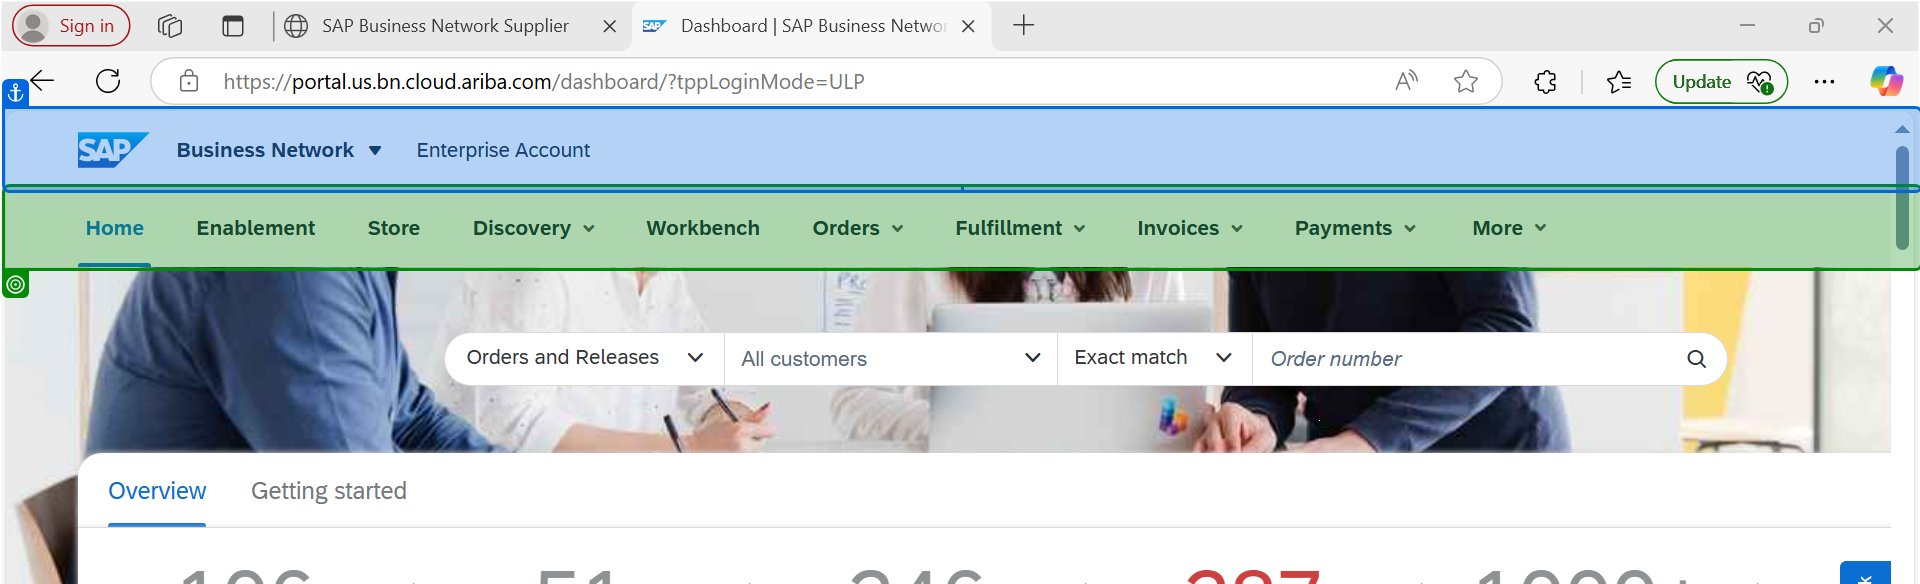 Sign in
SAP Business Network Supplier
SAP
Dashboard | SAP Business Networ
https://portal.us.bn.cloud.ariba.com/dashboard/?tppLoginMode=ULP
Update
SAP Business Network Enterprise Account
Home Enablement Store Discovery Workbench Orders Fulfillment Invoices Payments More
Orders and Releases All customers Exact match Order number
Overview Getting started